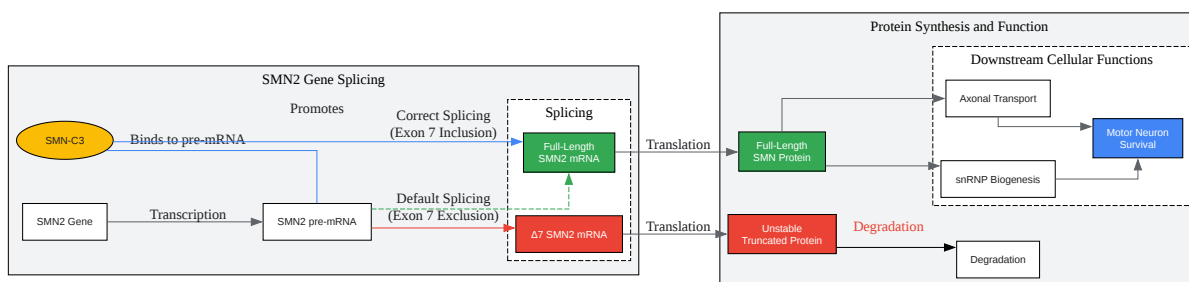 Protein Synthesis and Function
Downstream Cellular Functions
SMN2 Gene Splicing
Promotes
Correct Splicing
(Exon 7 Inclusion)
Splicing
SMN-C3
Binds to pre-mRNA
Full-Length
SMN2 mRNA
Translation
Full-Length
SMN Protein
Axonal Transport
Motor Neuron
Survival
snRNP Biogenesis
Default Splicing
(Exon 7 Exclusion)
SMN2 Gene
Transcription
SMN2 pre-mRNA
Δ7 SMN2 mRNA
Translation
Unstable
Truncated Protein
Degradation
Degradation